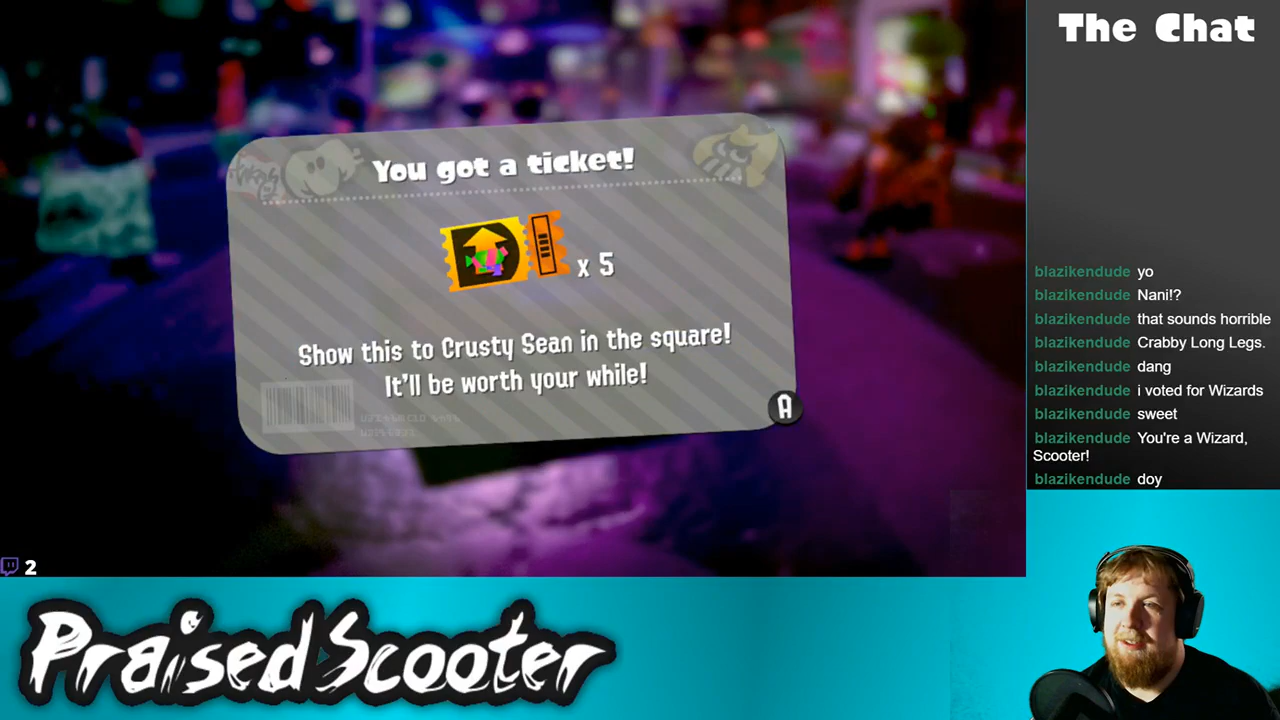 The Chat
You got a ticket!
x 5
Show this to Crusty Sean in the square!
It'll be worth your while!
A
blazikendude yo
blazikendude Nani!?
blazikendude that sounds horrible
blazikendude Crabby Long Legs.
blazikendude dang
blazikendude i voted for Wizards
blazikendude sweet
blazikendude You're a Wizard,
Scooter!
blazikendude doy
2
PraisedScooter